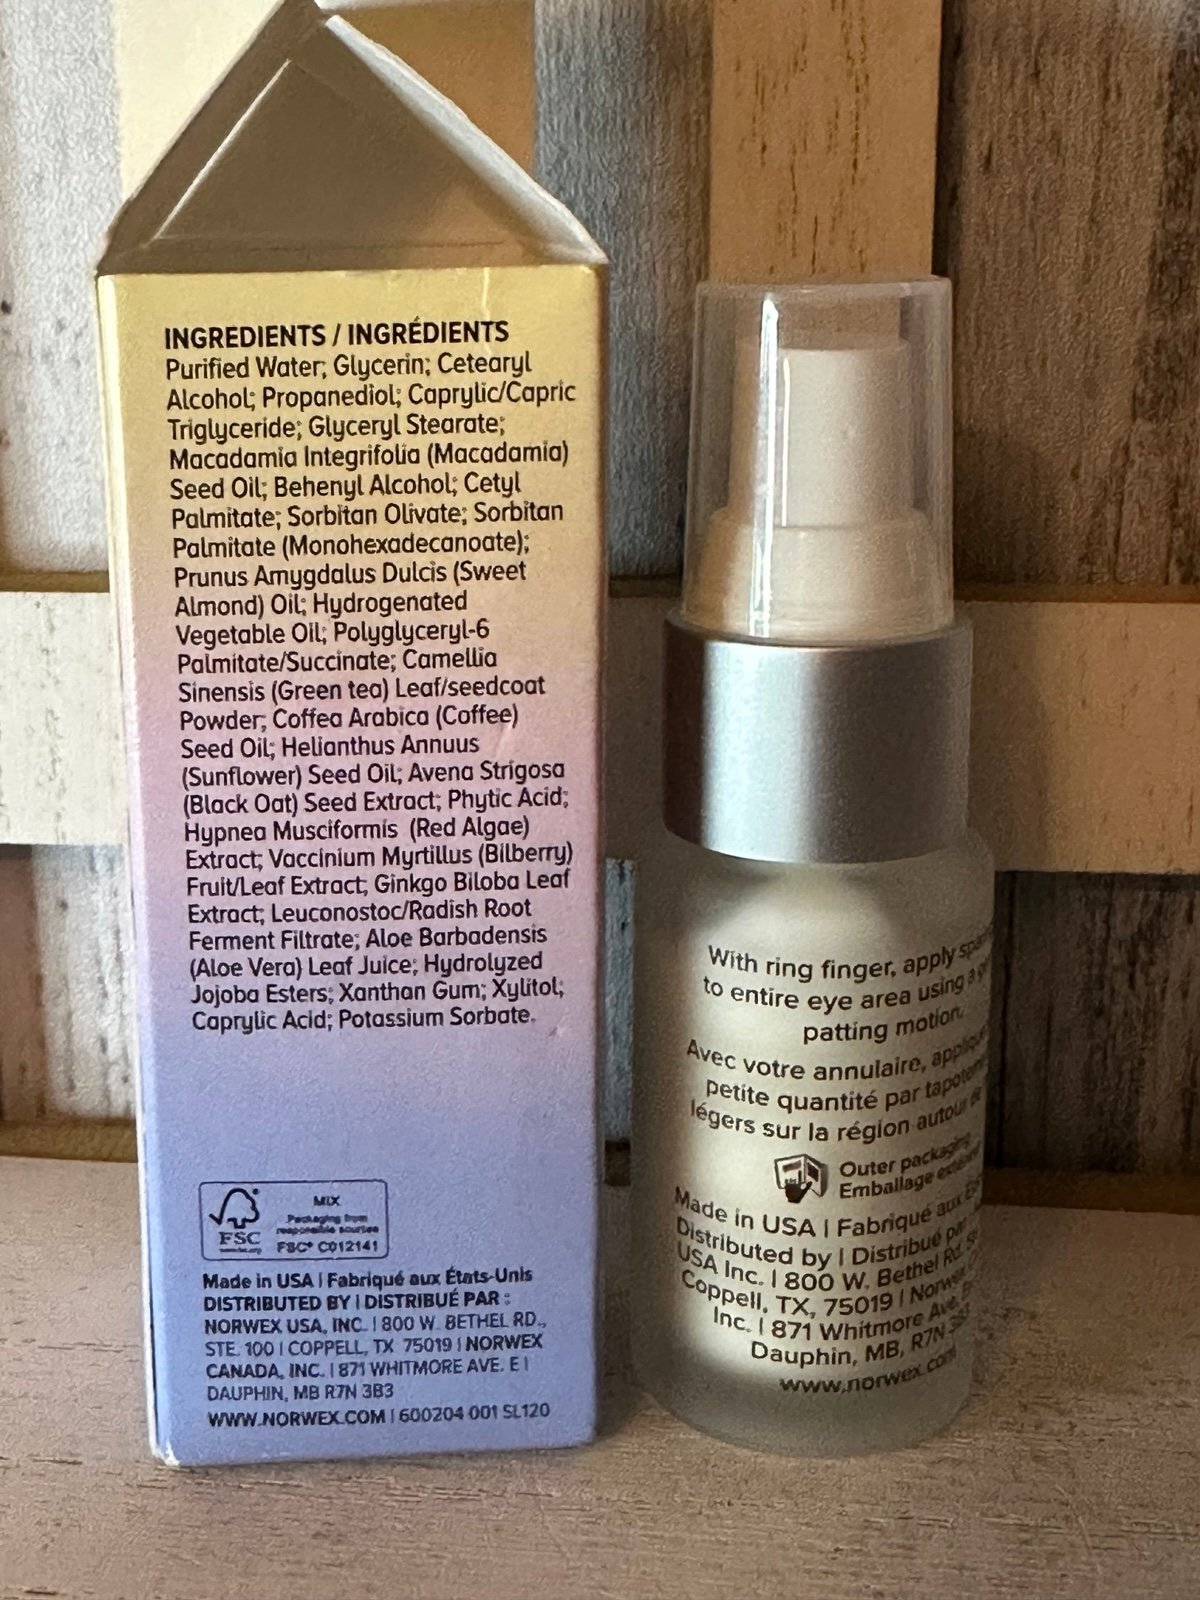 INGREDIENTS / INGRÉDIENTS
Purified Water; Glycerin; Cetearyl
Alcohol; Propanediol; Caprylic/Capric
Triglyceride; Glyceryl Stearate;
Macadamia Integrifolia (Macadamia)
Seed Oil; Behenyl Alcohol; Cetyl
Palmitate; Sorbitan Olivate; Sorbitan
Palmitate (Monohexadecanoate);
Prunus Amygdalus Dulcis (Sweet
Almond) Oil; Hydrogenated
Vegetable Oil; Polyglyceryl-6
Palmitate/Succinate; Camellia
Sinensis (Green tea) Leaf/seedcoat
Powder; Coffea Arabica (Coffee)
Seed Oil; Helianthus Annuus
(Sunflower) Seed Oil; Avena Strigosa
(Black Oat) Seed Extract; Phytic Acid;
Hypnea Musciformis (Red Algae)
Extract; Vaccinium Myrtillus (Bilberry)
Fruit/Leaf Extract; Ginkgo Biloba Leaf
Extract; Leuconostoc/Radish Root
Ferment Filtrate; Aloe Barbadensis
(Aloe Vera) Leaf Juice; Hydrolyzed
Jojoba Esters; Xanthan Gum; Xylitol;
Caprylic Acid; Potassium Sorbate.
FSC
MIX
Packaging from
responsible sources
FSC® C012141
Made in USA | Fabriqué aux États-Unis
DISTRIBUTED BY | DISTRIBUÉ PAR :
NORWEX USA, INC. | 800 W. BETHEL RD.,
STE. 100 | COPPELL, TX 75019 | NORWEX
CANADA, INC. | 871 WHITMORE AVE. E |
DAUPHIN, MB R7N 3B3
WWW.NORWEX.COM | 600204 001 SL120
With ring finger, apply
to entire eye area using a
patting motion.
Avec votre annulaire,
petite quantité par
légers sur la région autour
Outer packaging
Emballage
Made in USA | Fabriqué aux
Distributed by | Distribué par
USA Inc. | 800 W. Bethel Rd.
Coppell, TX, 75019 | Norwex
Inc. | 871 Whitmore Ave.
Dauphin, MB, R7N
www.norwex.com